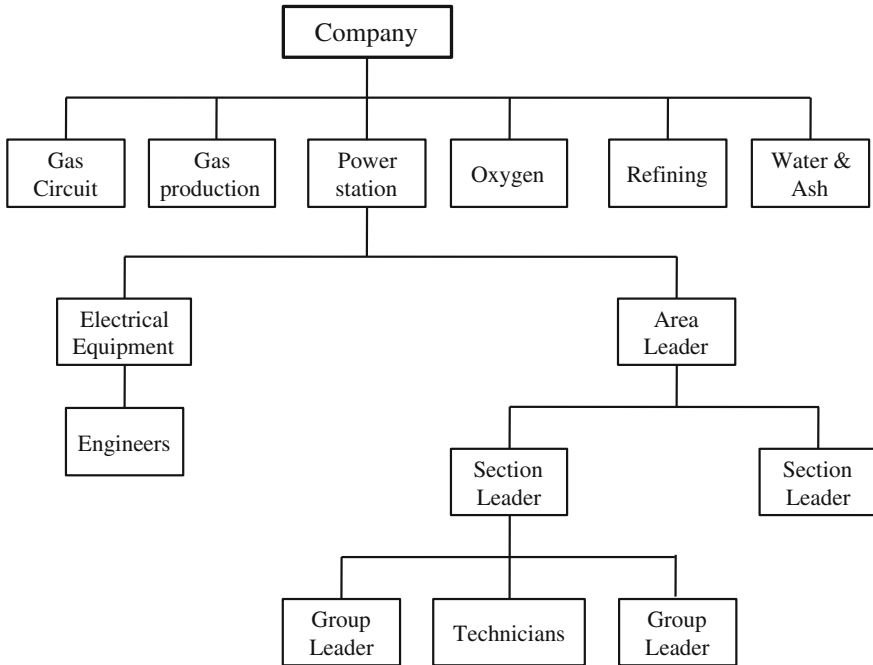 Company
Gas
Circuit
Gas
production
Power
station
Oxygen
Refining
Water &
Ash
Electrical
Equipment
Area
Leader
Engineers
Section
Leader
Section
Leader
Group
Leader
Technicians
Group
Leader